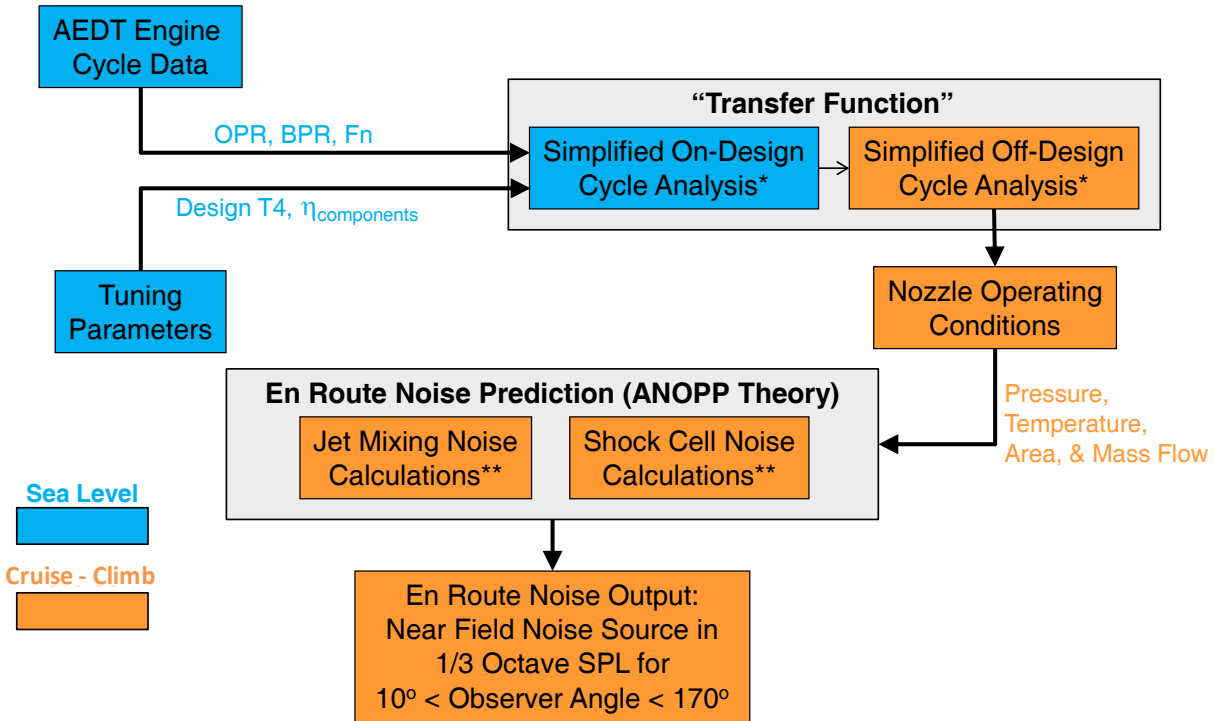 AEDT Engine
Cycle Data
OPR, BPR, Fn
“Transfer Function”
Simplified On-Design
Cycle Analysis*
Simplified Off-Design
Cycle Analysis*
Design T4, ηcomponents
Tuning
Parameters
Nozzle Operating
Conditions
Pressure,
Temperature,
Area, & Mass Flow
En Route Noise Prediction (ANOPP Theory)
Jet Mixing Noise
Calculations**
Shock Cell Noise
Calculations**
Sea Level
Cruise - Climb
En Route Noise Output:
Near Field Noise Source in
1/3 Octave SPL for
10º < Observer Angle < 170º